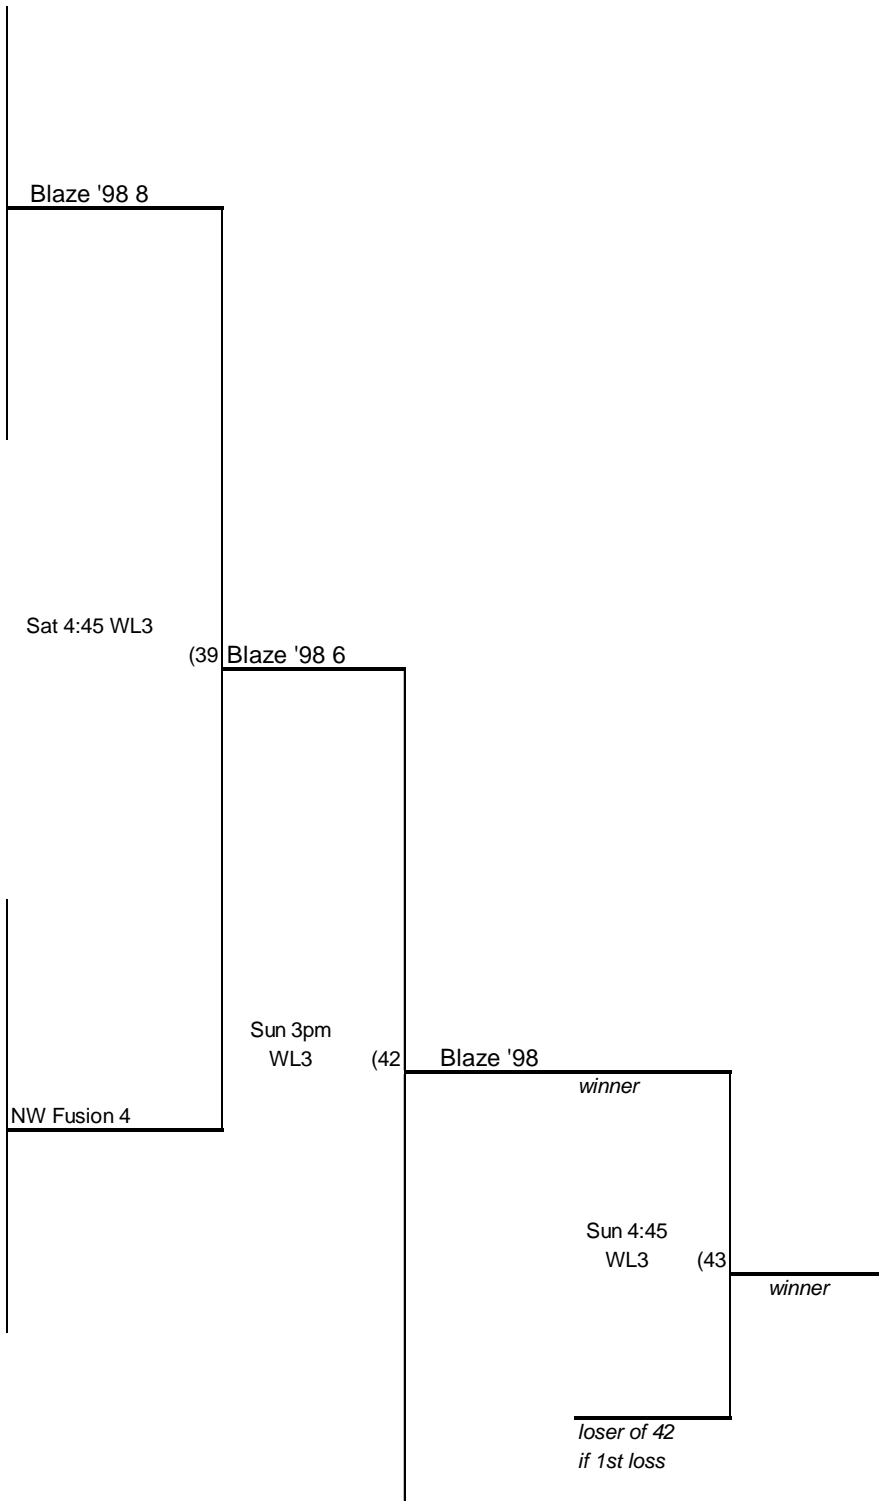 Blaze '98 8
Sat 4:45 WL3
(39 Blaze '98 6
Sun 3pm
WL3 (42 Blaze '98
winner
NW Fusion 4
Sun 4:45
WL3 (43
winner
loser of 42
if 1st loss